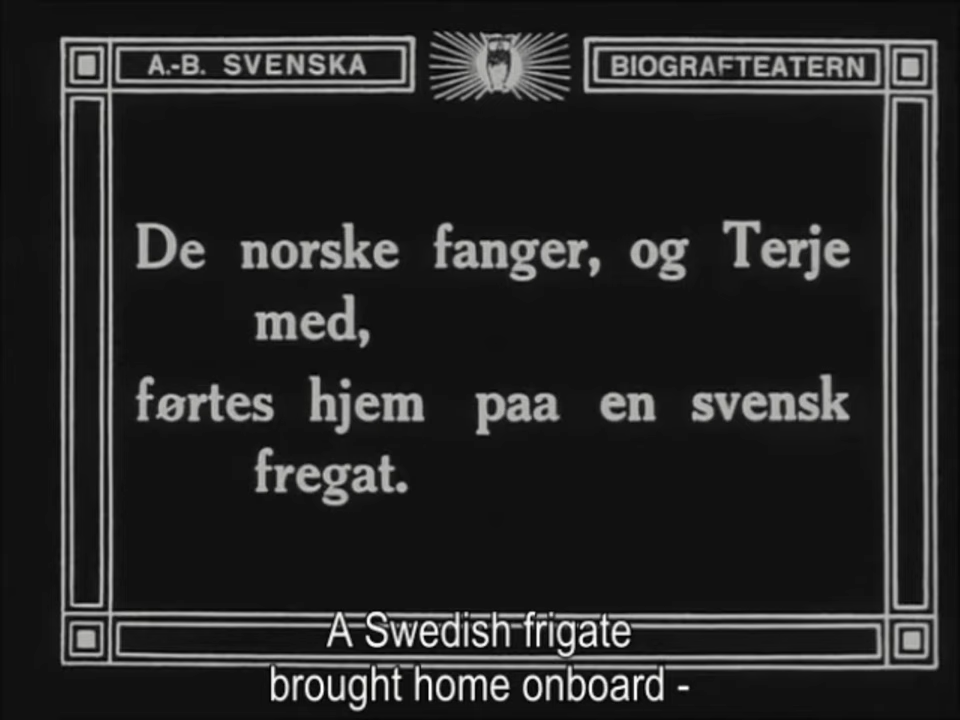 A.-B. SVENSKA BIOGRAFTEATERN
De norske fanger, og Terje
med,
førtes hjem paa en svensk
fregat.
A Swedish frigate
brought home onboard -